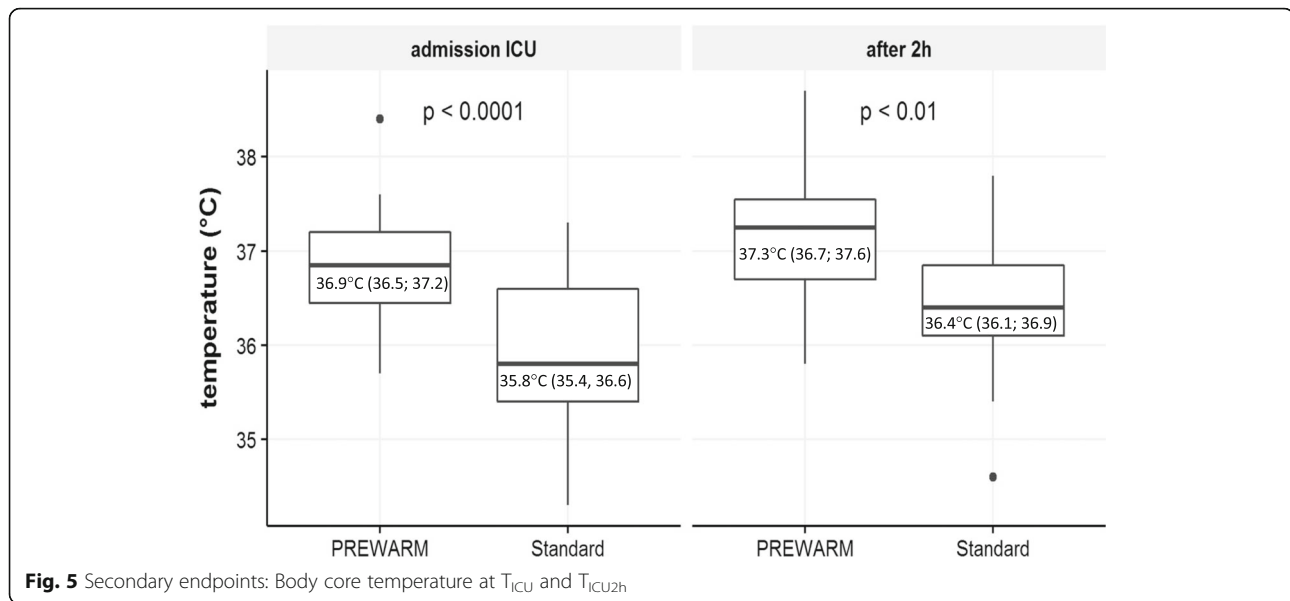 admission ICU
after 2h
p < 0.0001
p < 0.01
temperature (°C)
38
37
36
35
36.9°C (36.5; 37.2)
35.8°C (35.4, 36.6)
37.3°C (36.7; 37.6)
36.4°C (36.1; 36.9)
PREWARM
Standard
PREWARM
Standard
Fig. 5 Secondary endpoints: Body core temperature at TICU and TICU2h